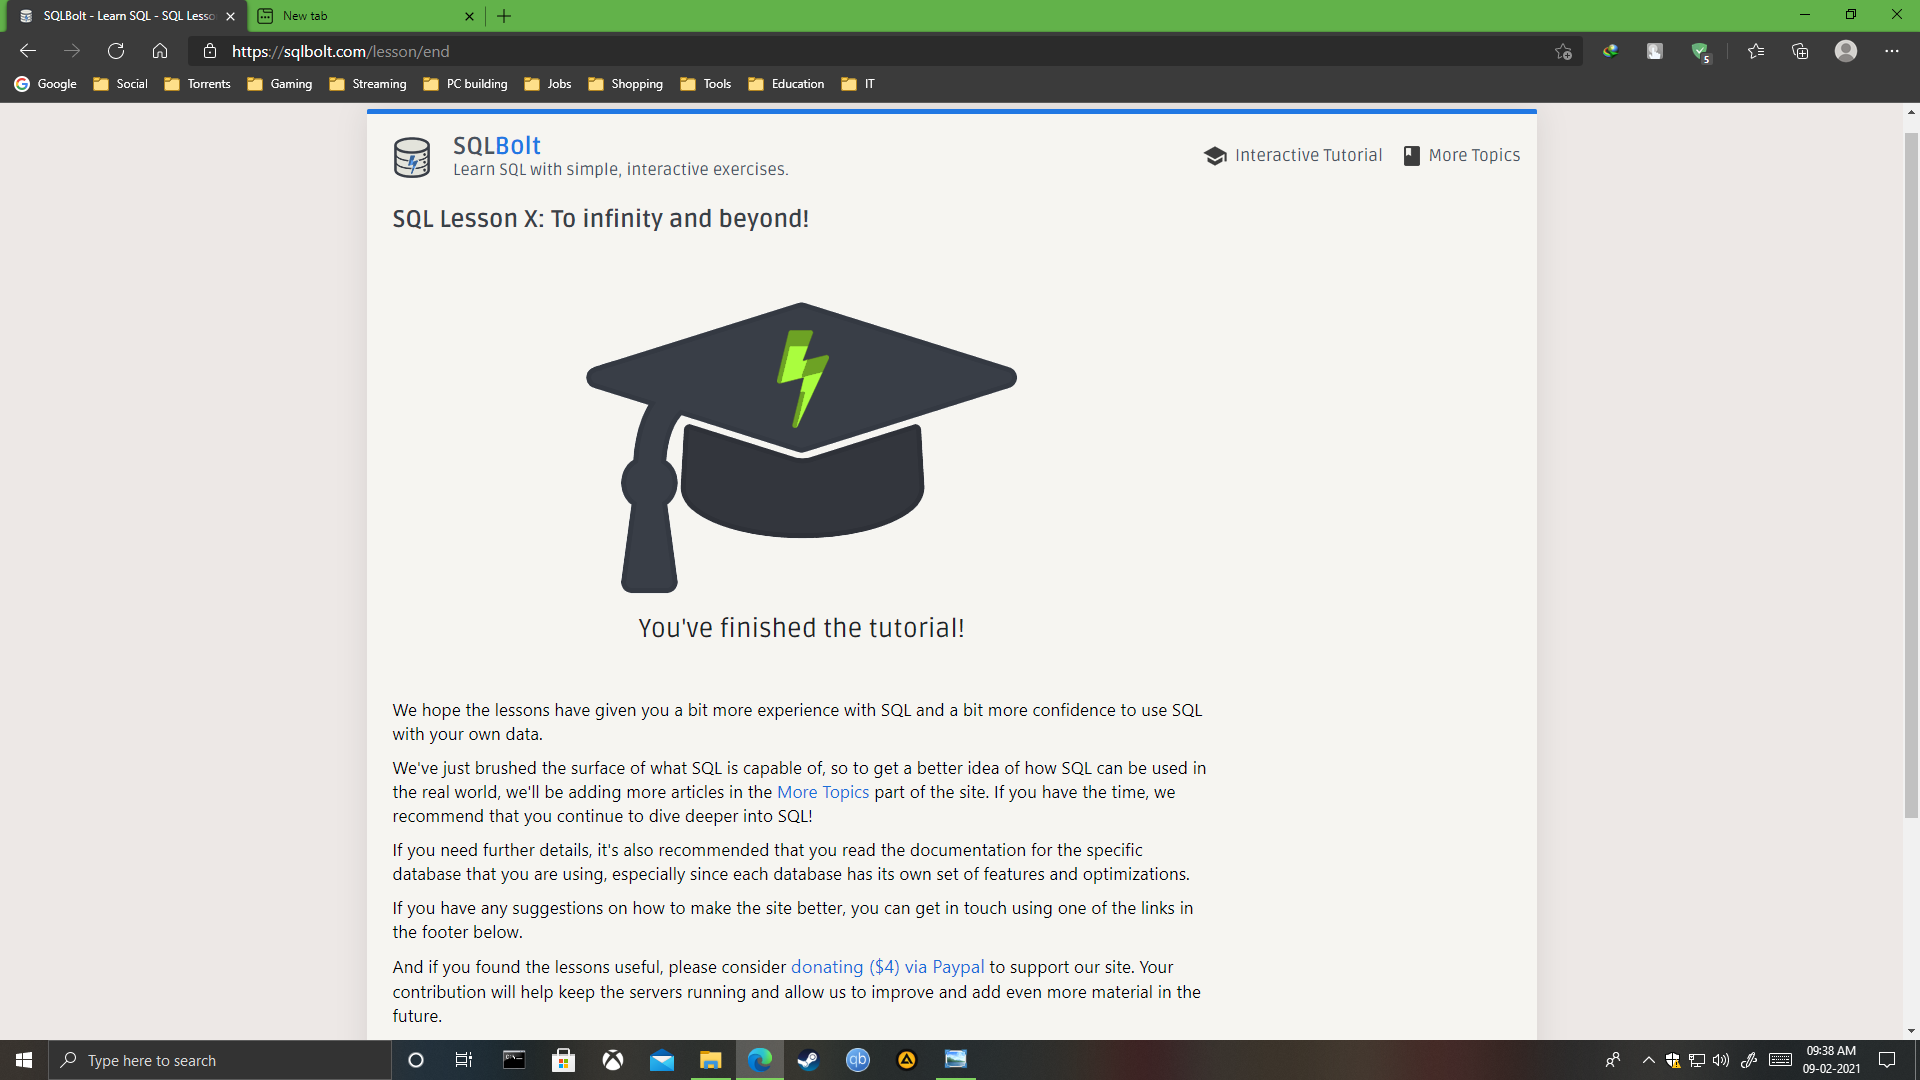 SQLBolt - Learn SQL - SQL Lesso
New tab
https://sqlbolt.com/lesson/end
5
Google
Social
Torrents
Gaming
Streaming
PC building
Jobs
Shopping
Tools
Education
IT
SQLBolt
Learn SQL with simple, interactive exercises.
Interactive Tutorial
More Topics
SQL Lesson X: To infinity and beyond!
You've finished the tutorial!
We hope the lessons have given you a bit more experience with SQL and a bit more confidence to use SQL
with your own data.
We've just brushed the surface of what SQL is capable of, so to get a better idea of how SQL can be used in
the real world, we'll be adding more articles in the More Topics part of the site. If you have the time, we
recommend that you continue to dive deeper into SQL!
If you need further details, it's also recommended that you read the documentation for the specific
database that you are using, especially since each database has its own set of features and optimizations.
If you have any suggestions on how to make the site better, you can get in touch using one of the links in
the footer below.
And if you found the lessons useful, please consider donating ($4) via Paypal to support our site. Your
contribution will help keep the servers running and allow us to improve and add even more material in the
future.
Type here to search
qb
09:38 AM
09-02-2021